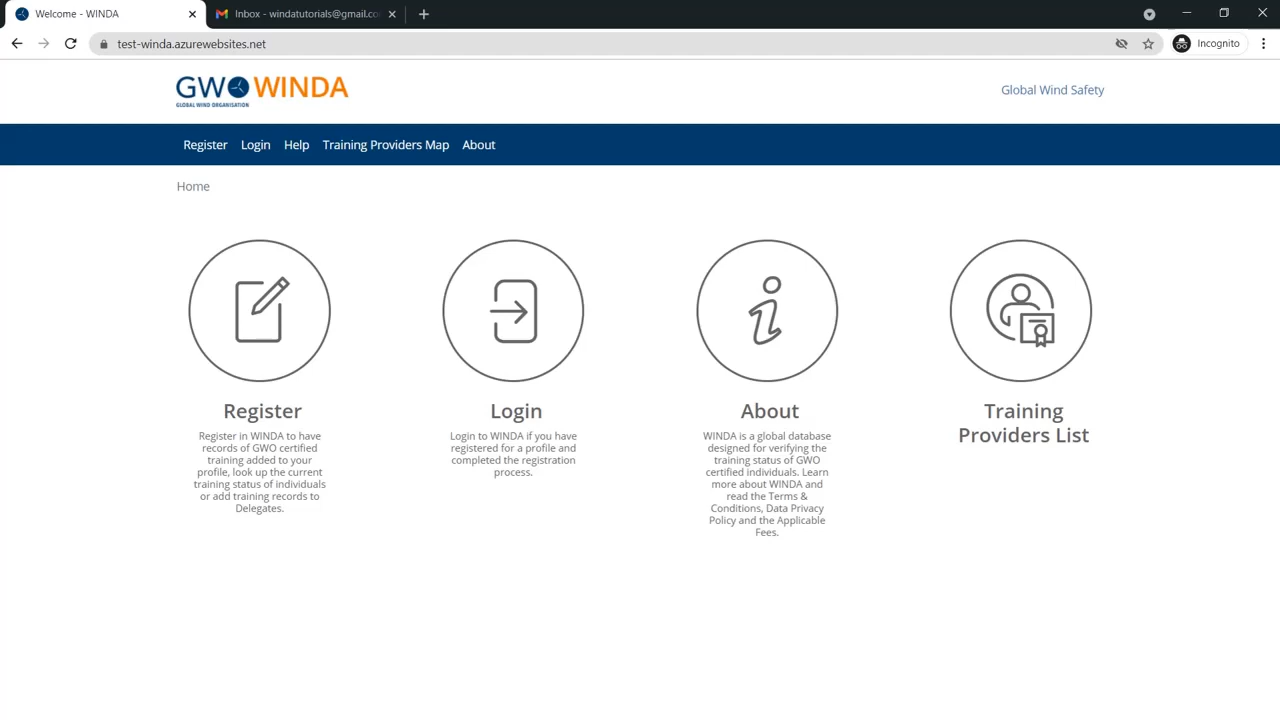 Welcome - WINDA
Inbox - windatutorials@gmail.co
test-winda.azurewebsites.net
Incognito
GWO WINDA
GLOBAL WIND ORGANISATION
Global Wind Safety
Register
Login
Help
Training Providers Map
About
Home
Register
Register in WINDA to have
records of GWO certified
training added to your
profile, look up the current
training status of individuals
or add training records to
Delegates.
Login
Login to WINDA if you have
registered for a profile and
completed the registration
process.
About
WINDA is a global database
designed for verifying the
training status of GWO
certified individuals. Learn
more about WINDA and
read the Terms &
Conditions, Data Privacy
Policy and the Applicable
Fees.
Training
Providers List